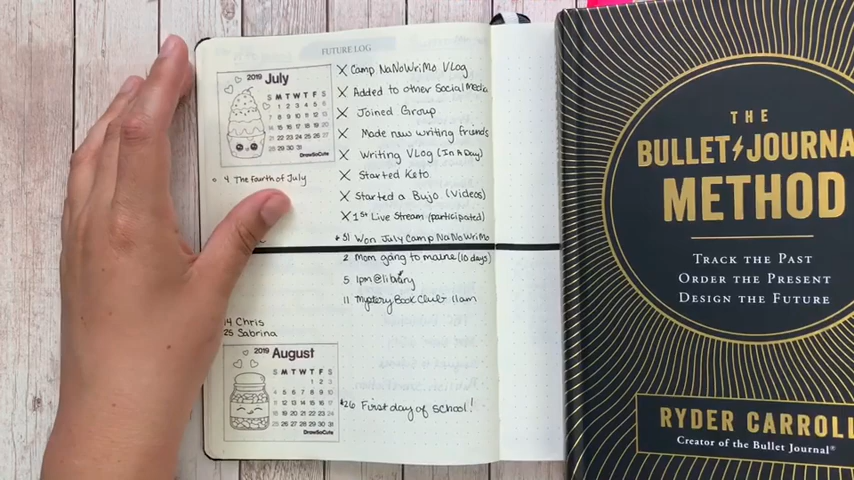 FUTURE LOG
2019 July
S M T W T F S
1 2 3 4 5 6
7 8 9 10 11 12 13
14 15 16 17 18 19 20
21 22 23 24 25 26 27
28 29 30 31
DrawSoCute
4 The Fourth of July
X Camp NaNoWriMo VLog
X Added to other Social Media
X Joined Group
X Made new writing friends
X Writing VLog (In A Day)
X Started Keto
X Started a Bujo (Videos)
X 1st Live Stream (participated)
* 31 Won July Camp NaNoWriMo
2 Mom going to maine (10 days)
5 1pm @ library
11 Mystery Book Club 11am
14 Chris
25 Sabrina
2019 August
S M T W T F S
1 2 3
4 5 6 7 8 9 10
11 12 13 14 15 16 17
18 19 20 21 22 23 24
25 26 27 28 29 30 31
DrawSoCute
*26 First day of school!
THE
BULLET JOURNA
METHOD
TRACK THE PAST
ORDER THE PRESENT
DESIGN THE FUTURE
RYDER CARROLL
Creator of the Bullet Journal®